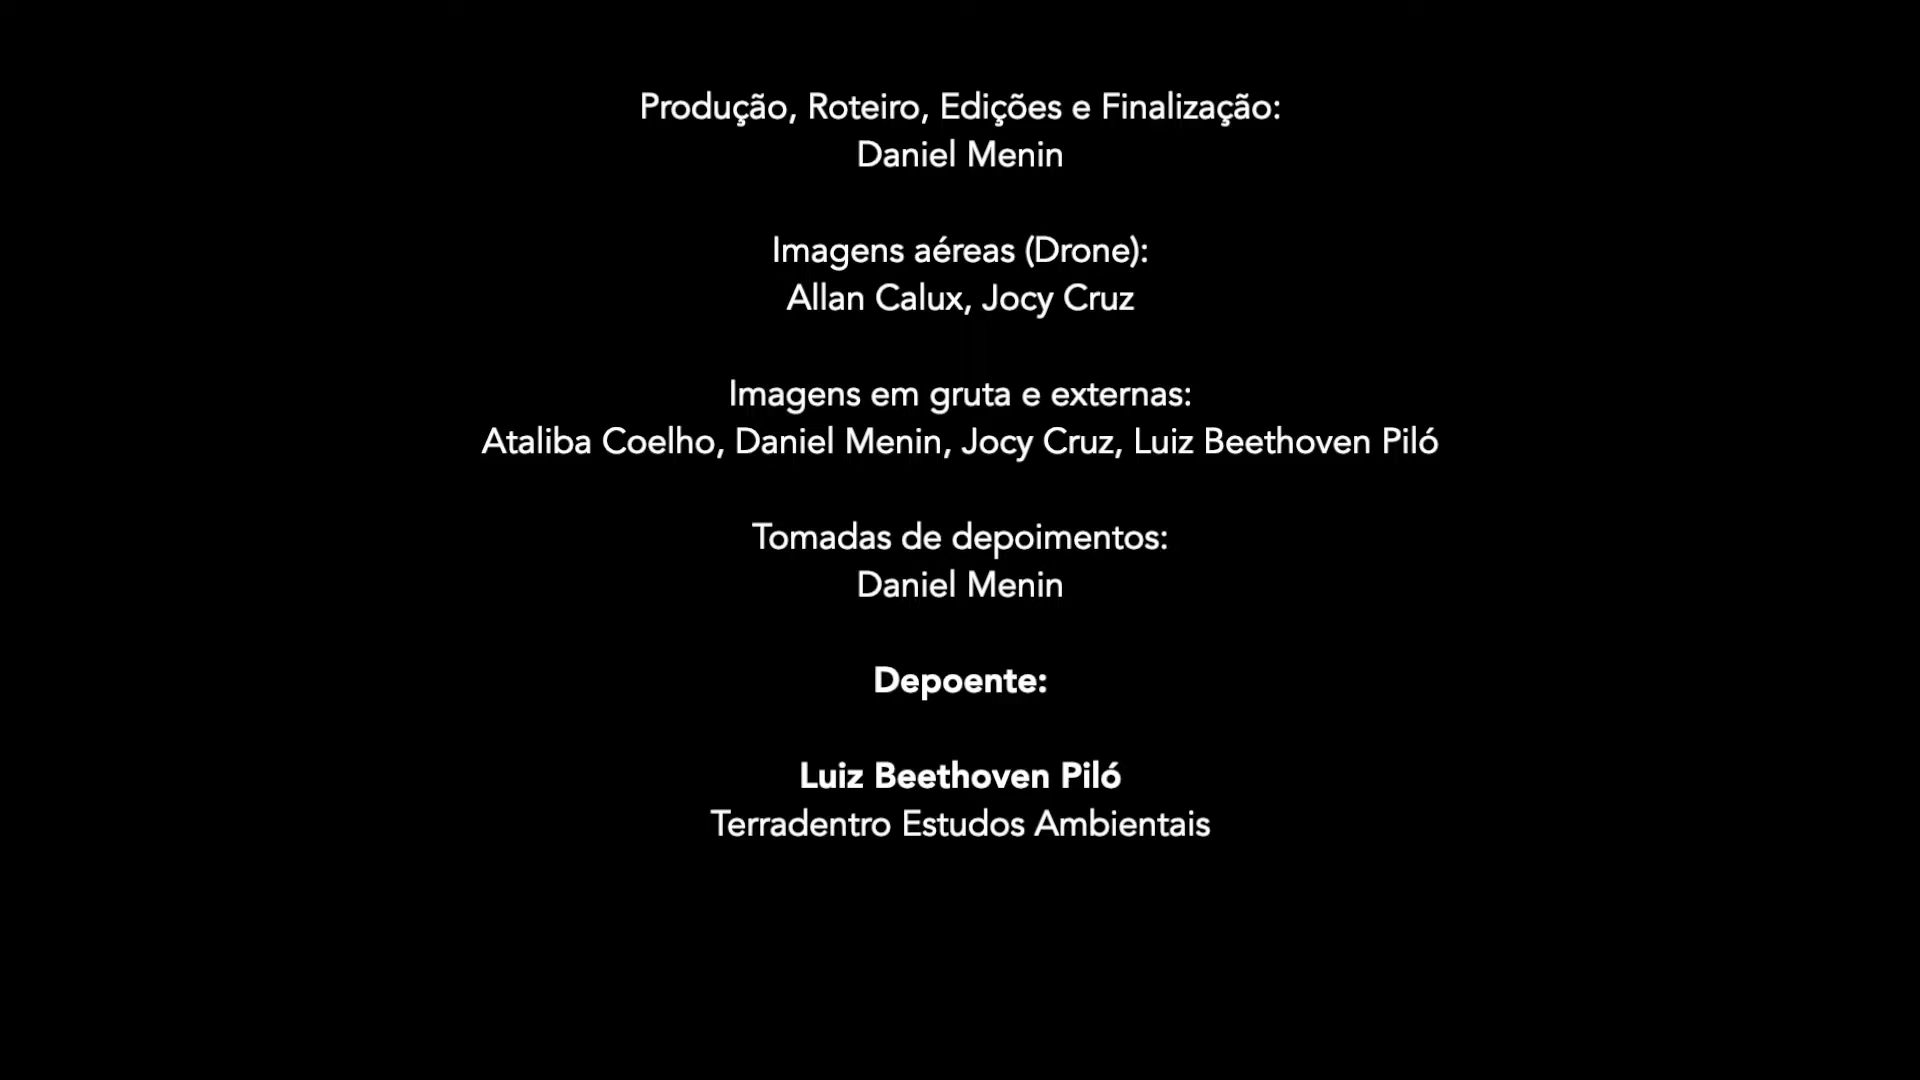 Produção, Roteiro, Edições e Finalização:
Daniel Menin
Imagens aéreas (Drone):
Allan Calux, Jocy Cruz
Imagens em gruta e externas:
Ataliba Coelho, Daniel Menin, Jocy Cruz, Luiz Beethoven Piló
Tomadas de depoimentos:
Daniel Menin
Depoente:
Luiz Beethoven Piló
Terradentro Estudos Ambientais